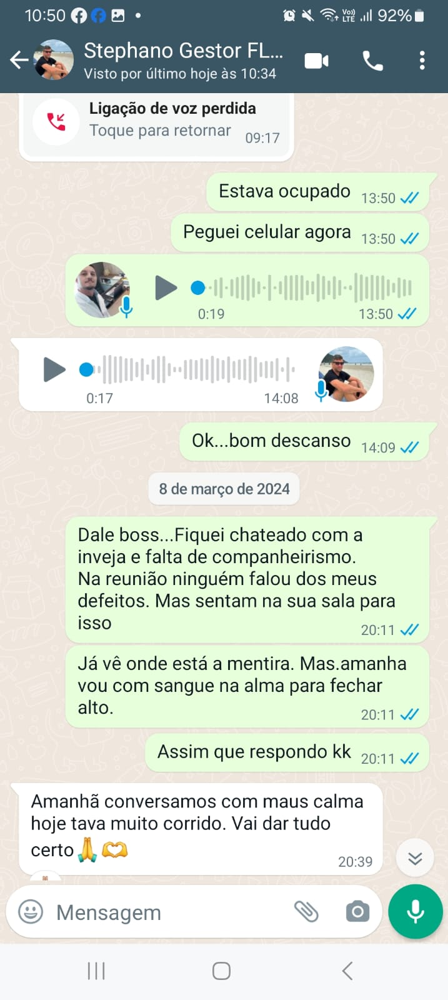 10:50
Vo))
LTE
92%
Stephano Gestor FL...
Visto por último hoje às 10:34
Ligação de voz perdida
Toque para retornar
09:17
Estava ocupado
13:50
Peguei celular agora
13:50
0:19
13:50
0:17
14:08
Ok...bom descanso
14:09
8 de março de 2024
Dale boss...Fiquei chateado com a
inveja e falta de companheirismo.
Na reunião ninguém falou dos meus
defeitos. Mas sentam na sua sala para
isso
20:11
Já vê onde está a mentira. Mas.amanha
vou com sangue na alma para fechar
alto.
20:11
Assim que respondo kk
20:11
Amanhã conversamos com maus calma
hoje tava muito corrido. Vai dar tudo
certo🙏🫶
20:39
Mensagem